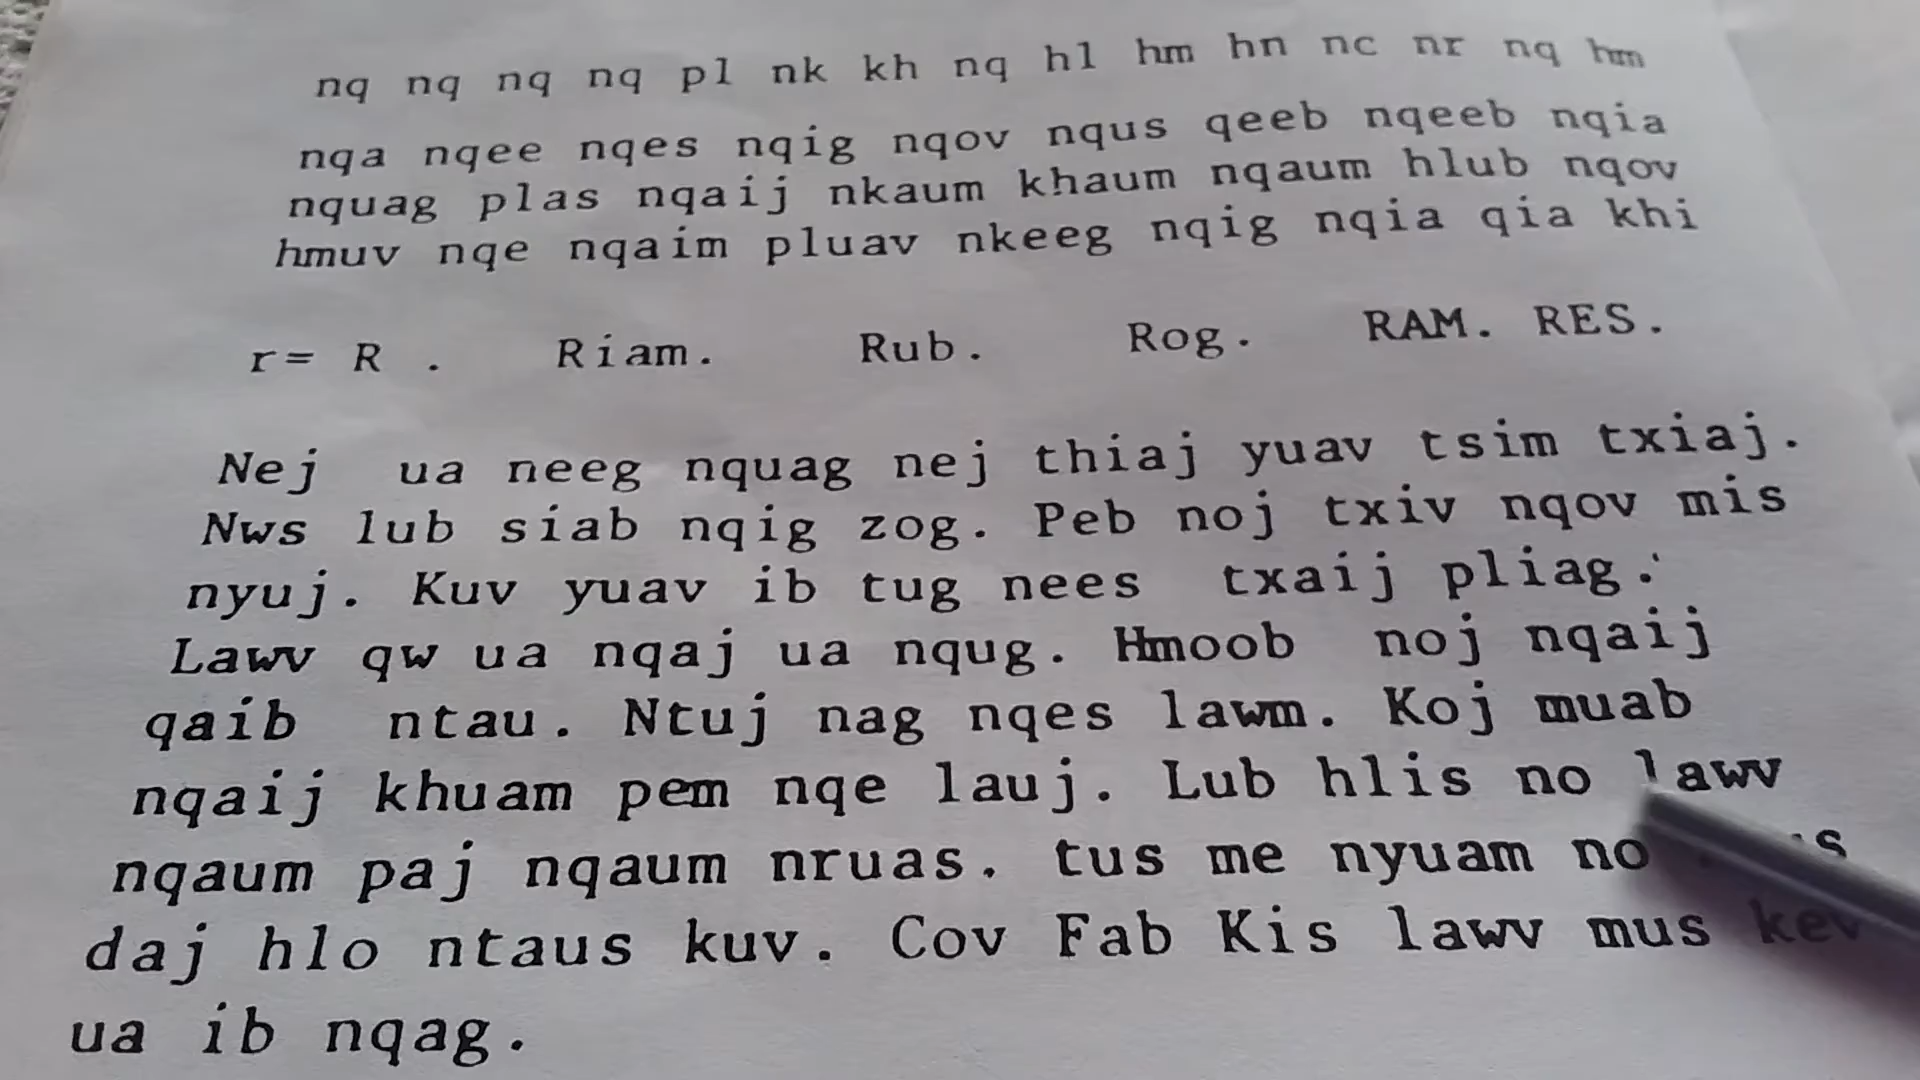 nq nq nq nq pl nk kh nq hl hm hn nc nr nq hm
nqa nqee nqes nqig nqov nqus qeeb nqeeb nqia
nquag plas nqaij nkaum khaum nqaum hlub nqov
hmuv nqe nqaim pluav nkeeg nqig nqia qia khi
r= R . Riam. Rub. Rog. RAM. RES.
Nej ua neeg nquag nej thiaj yuav tsim txiaj.
Nws lub siab nqig zog. Peb noj txiv nqov mis
nyuj. Kuv yuav ib tug nees txaij pliag.
Lawv qw ua nqaj ua nqug. Hmoob noj nqaij
qaib ntau. Ntuj nag nqes lawm. Koj muab
nqaij khuam pem nqe lauj. Lub hlis no lawv
nqaum paj nqaum nruas. tus me nyuam no
daj hlo ntaus kuv. Cov Fab Kis lawv mus kev
ua ib nqag.